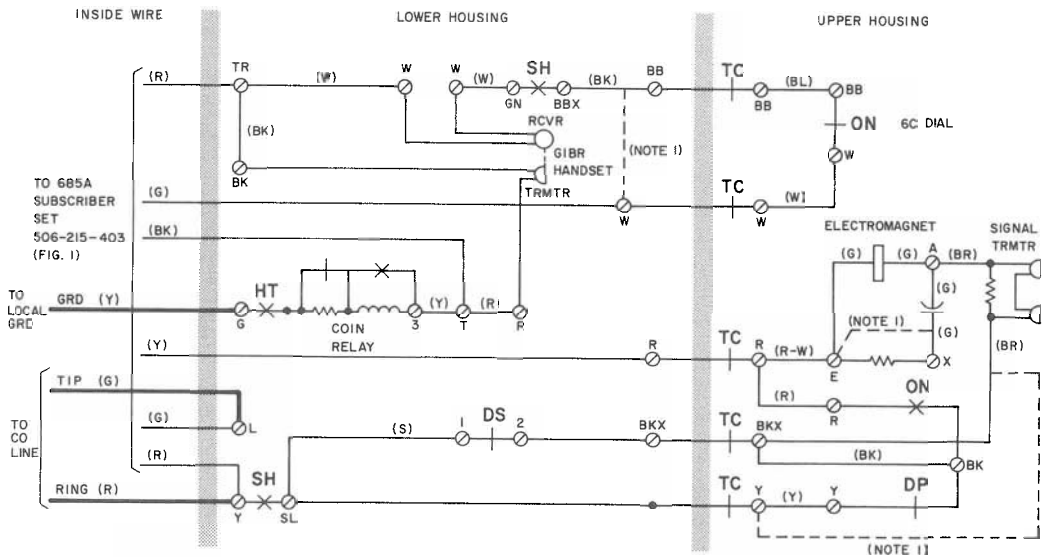 INSIDE WIRE
LOWER HOUSING
UPPER HOUSING
(R)
TR
(W)
W
W
(W)
GN
SH
BBX
(BK)
BB
TC
BB
(BL)
BB
ON
6C DIAL
W
(BK)
RCVR
GIBR
HANDSET
TRMTR
(NOTE 1)
BK
TO 685A
SUBSCRIBER
SET
506-215-403
(FIG. 1)
(G)
W
TC
W
(W)
(BK)
ELECTROMAGNET
SIGNAL
TRMTR
(G)
(G)
A
(BR)
(G)
(G)
(BR)
TO
LOCAL
GRD
GRD (Y)
G
HT
COIN
RELAY
3
(Y)
T
(R)
R
(NOTE 1)
(Y)
R
TC
R
(R-W)
E
X
(R)
R
ON
TO
CO
LINE
TIP (G)
(G)
L
(S)
1
DS
2
BKX
TC
BKX
(BK)
BK
(R)
RING (R)
Y
SH
SL
TC
Y
(Y)
Y
DP
(NOTE 1)